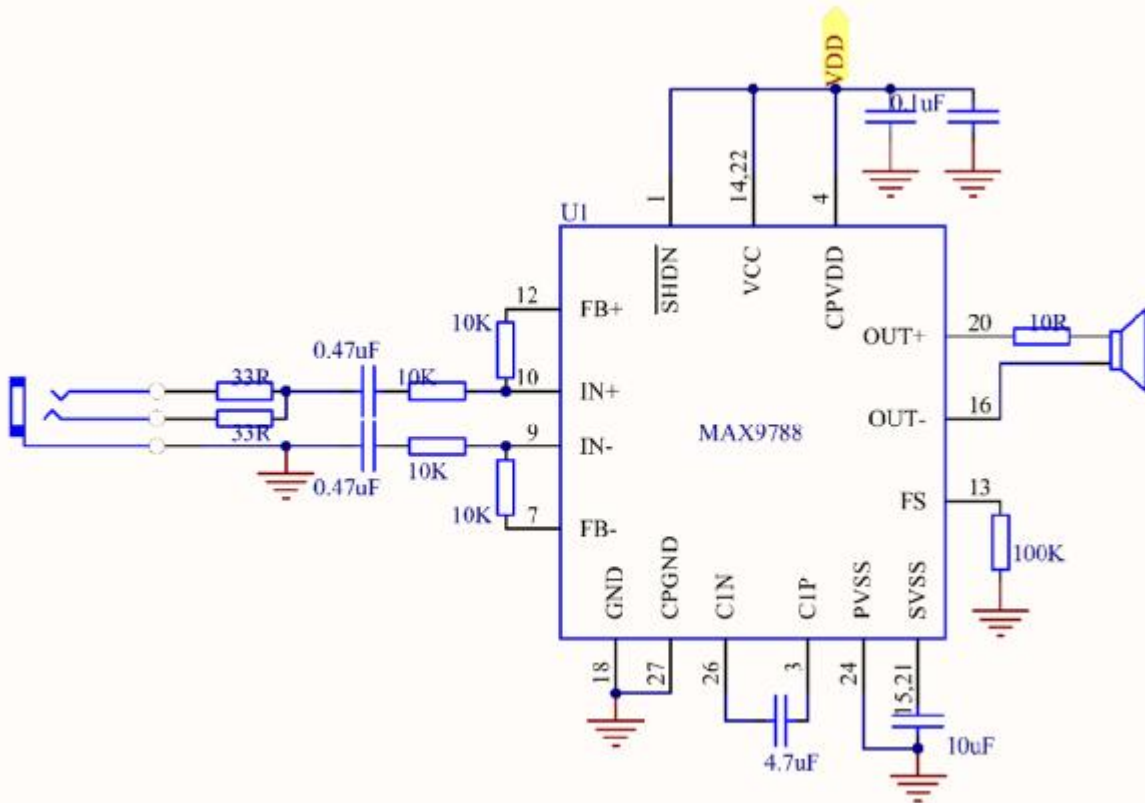 VDD
0.1uF
1
14,22
4
U1
SHDN
VCC
CPVDD
12
FB+
10K
0.47uF
10K
10
IN+
33R
33R
9
IN-
10K
0.47uF
10K
7
FB-
MAX9788
OUT+
20
10R
OUT-
16
FS
13
100K
GND
CPGND
C1N
C1P
PVSS
SVSS
18
27
26
3
24
15,21
4.7uF
10uF